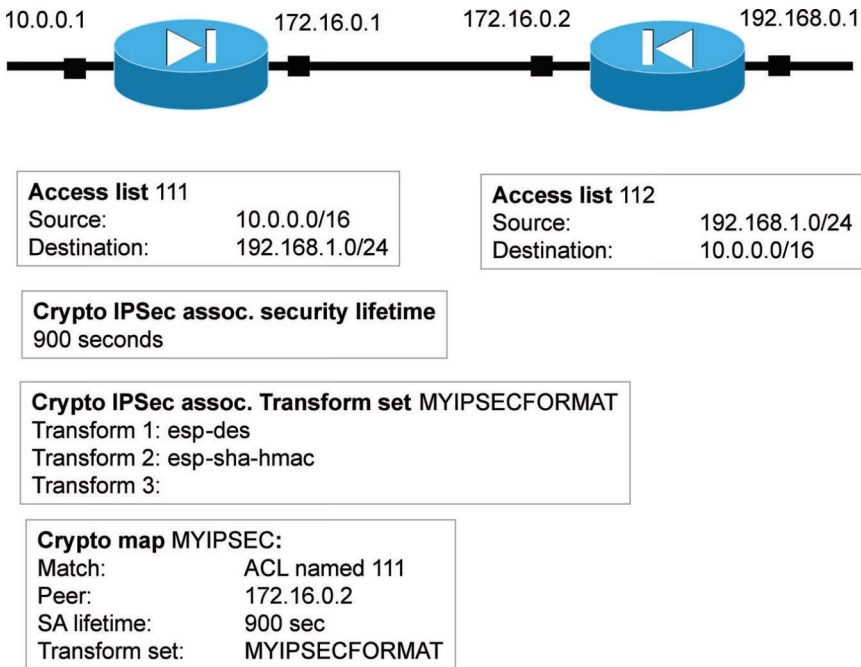 10.0.0.1
172.16.0.1
172.16.0.2
192.168.0.1
Access list 111
Source: 10.0.0.0/16
Destination: 192.168.1.0/24
Access list 112
Source: 192.168.1.0/24
Destination: 10.0.0.0/16
Crypto IPSec assoc. security lifetime
900 seconds
Crypto IPSec assoc. Transform set MYIPSECFORMAT
Transform 1: esp-des
Transform 2: esp-sha-hmac
Transform 3:
Crypto map MYIPSEC:
Match: ACL named 111
Peer: 172.16.0.2
SA lifetime: 900 sec
Transform set: MYIPSECFORMAT